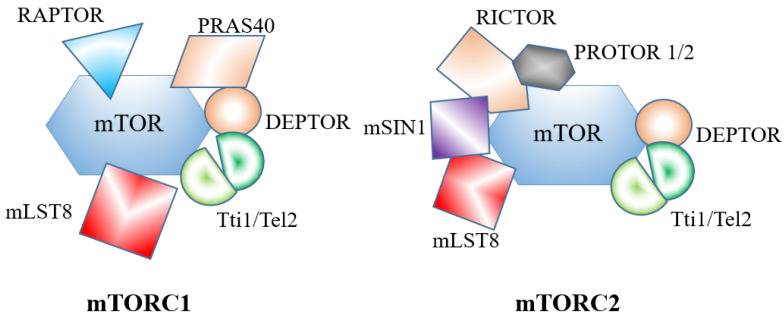 RAPTOR
PRAS40
mTOR
DEPTOR
mLST8
Tti1/Tel2
mTORC1
RICTOR
PROTOR 1/2
mSIN1
mTOR
DEPTOR
mLST8
Tti1/Tel2
mTORC2